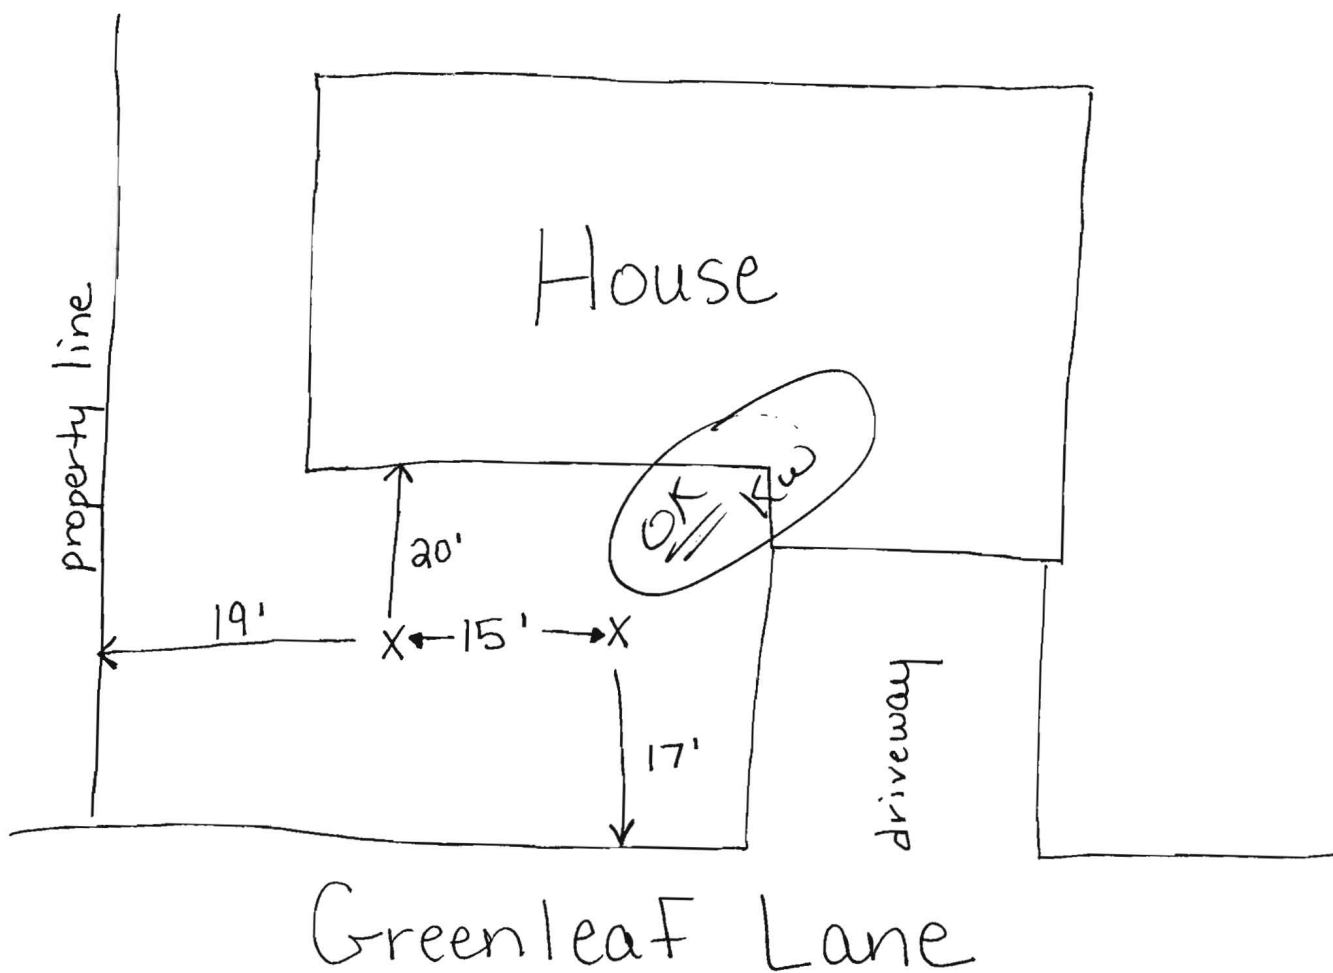 House
property line
OK KW
20'
19'
X 15' X
17'
driveway
Greenleaf Lane